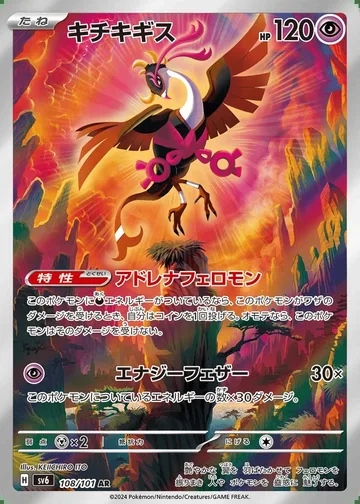 たね キチキギス HP 120
特性 とくせい アドレナフェロモン
このポケモンに悪エネルギーがついているなら、このポケモンがワザの
ダメージを受けるとき、自分はコインを1回投げる。オモテなら、このポケ
モンはそのダメージを受けない。
エナジーフェザー 30×
このポケモンについているエネルギーの数×30ダメージ。
弱点 ×2 抵抗力 にげる
Illus. KEIICHIRO ITO
H sv6 108/101 AR
©2024 Pokémon/Nintendo/Creatures/GAME FREAK.